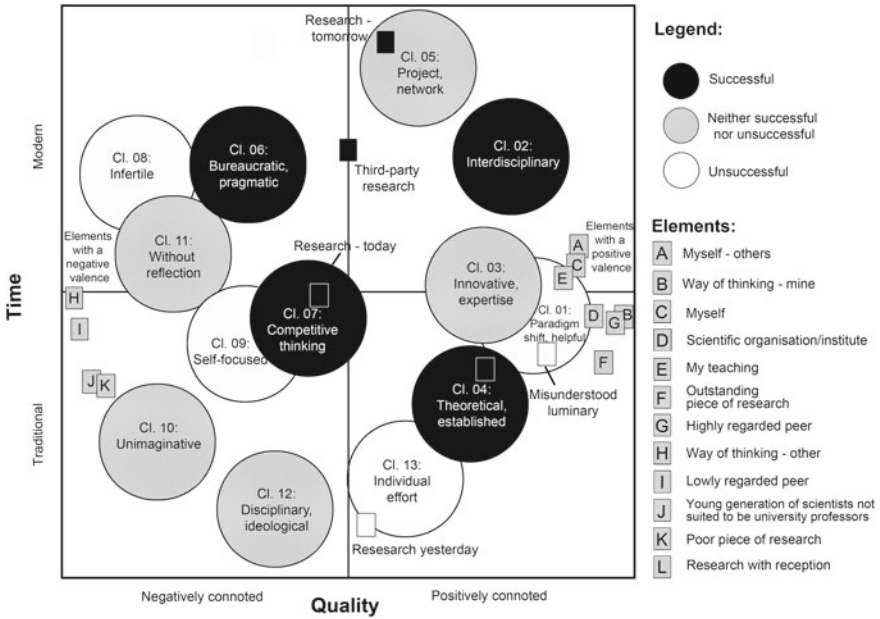 Research -
tomorrow
Cl. 05:
Project,
network
Cl. 08:
Infertile
Cl. 06:
Bureaucratic,
pragmatic
Cl. 02:
Interdisciplinary
Third-party
research
Cl. 11:
Without
reflection
Elements
with a
negative
valence
Research - today
Cl. 03:
Innovative,
expertise
Elements
with a
positive
valence
A
C
E
H
I
Cl. 07:
Competitive
thinking
Cl. 09:
Self-focused
Cl. 01:
Paradigm
shift, helpful
D
G
B
F
J
K
Cl. 04:
Theoretical,
established
Misunderstood
luminary
Cl. 10:
Unimaginative
Cl. 12:
Disciplinary,
ideological
Cl. 13:
Individual
effort
Resesarch yesterday
Modern
Time
Traditional
Negatively connoted
Quality
Positively connoted
Legend:
Successful
Neither successful
nor unsuccessful
Unsuccessful
Elements:
A Myself - others
B Way of thinking - mine
C Myself
D Scientific organisation/institute
E My teaching
F Outstanding
piece of research
G Highly regarded peer
H Way of thinking - other
I Lowly regarded peer
J Young generation of scientists not
suited to be university professors
K Poor piece of research
L Research with reception